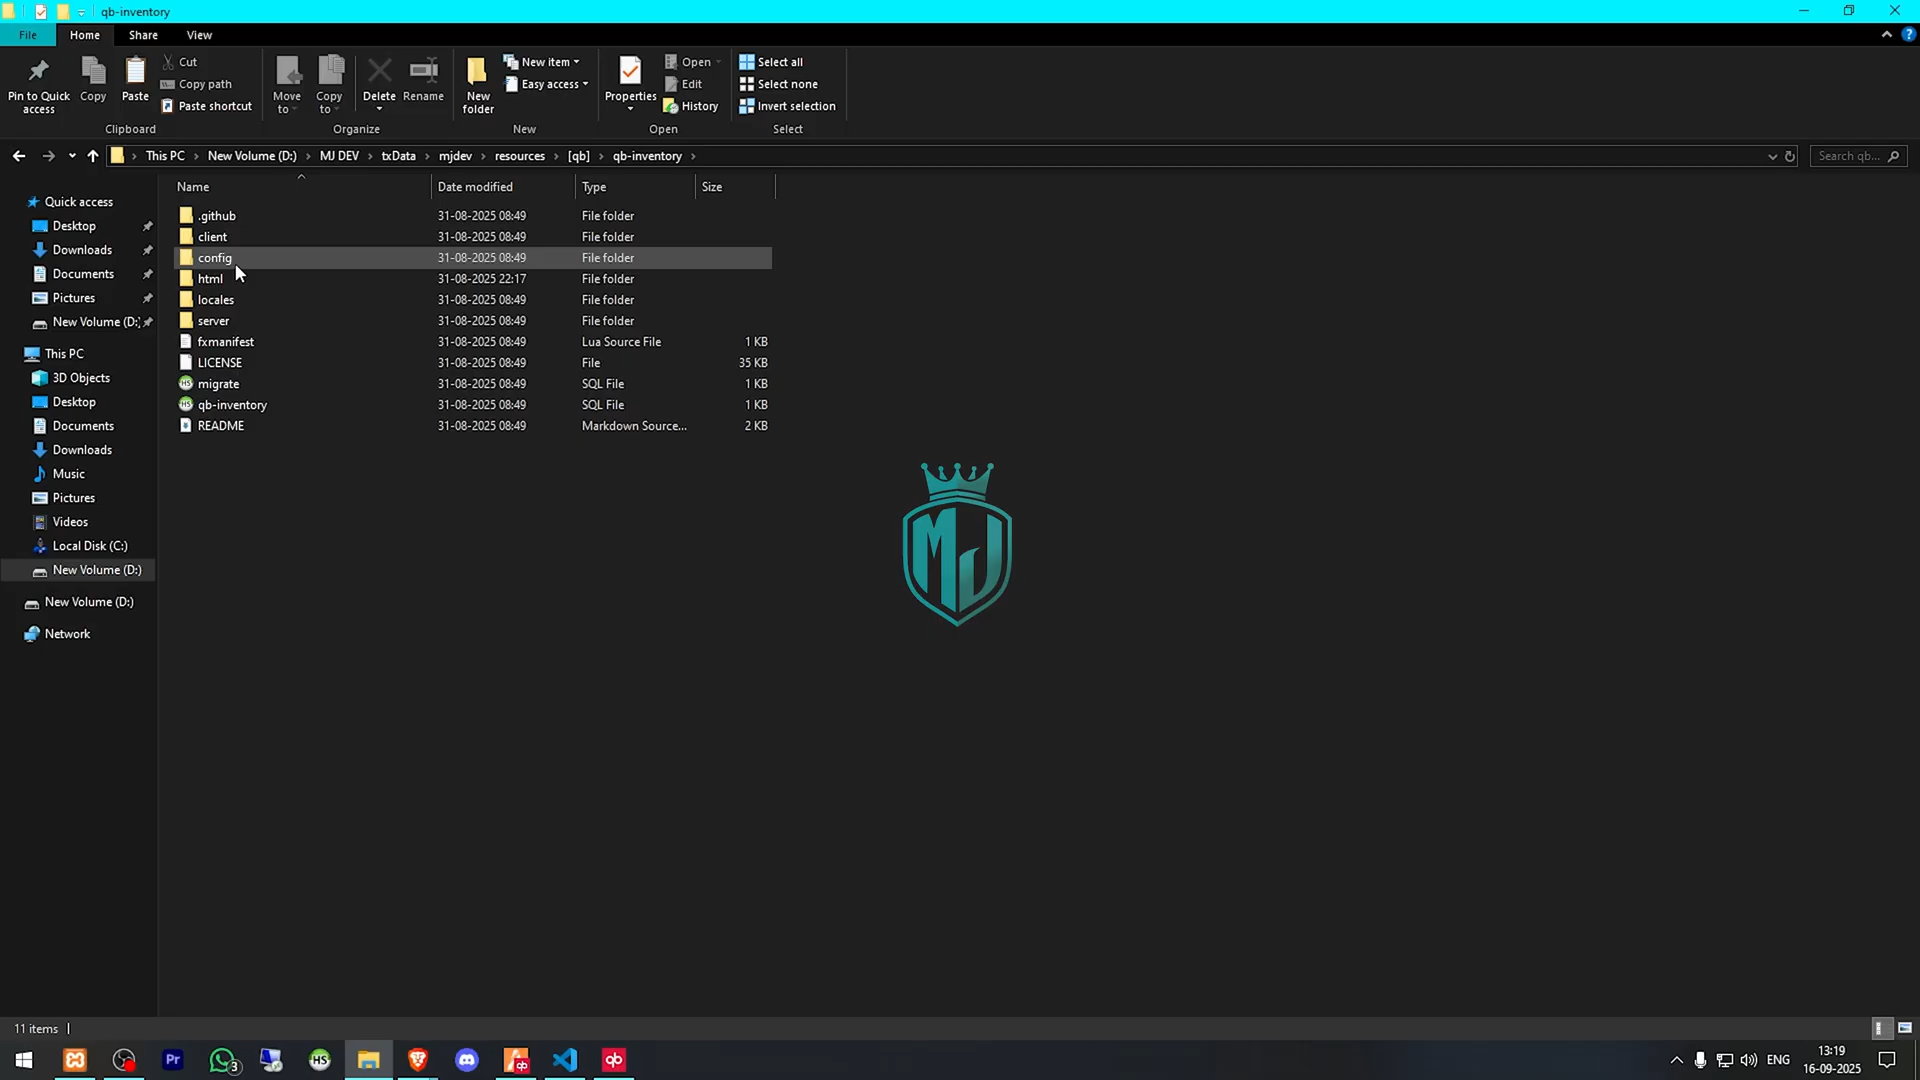 qb-inventory
File Home Share View
Pin to Quick access
Copy
Paste
Cut
Copy path
Paste shortcut
Clipboard
Move to
Copy to
Delete
Rename
Organize
New folder
New item
Easy access
New
Properties
Open
Edit
History
Open
Select all
Select none
Invert selection
Select
This PC > New Volume (D:) > MJ DEV > txData > mjdev > resources > [qb] > qb-inventory >
Search qb...
Quick access
Desktop
Downloads
Documents
Pictures
New Volume (D:)
This PC
3D Objects
Desktop
Documents
Downloads
Music
Pictures
Videos
Local Disk (C:)
New Volume (D:)
New Volume (D:)
Network
Name Date modified Type Size
.github 31-08-2025 08:49 File folder
client 31-08-2025 08:49 File folder
config 31-08-2025 08:49 File folder
html 31-08-2025 22:17 File folder
locales 31-08-2025 08:49 File folder
server 31-08-2025 08:49 File folder
fxmanifest 31-08-2025 08:49 Lua Source File 1 KB
LICENSE 31-08-2025 08:49 File 35 KB
migrate 31-08-2025 08:49 SQL File 1 KB
qb-inventory 31-08-2025 08:49 SQL File 1 KB
README 31-08-2025 08:49 Markdown Source... 2 KB
MJ
11 items
Pr
3
HS
qb
qb
ENG
13:19
16-09-2025